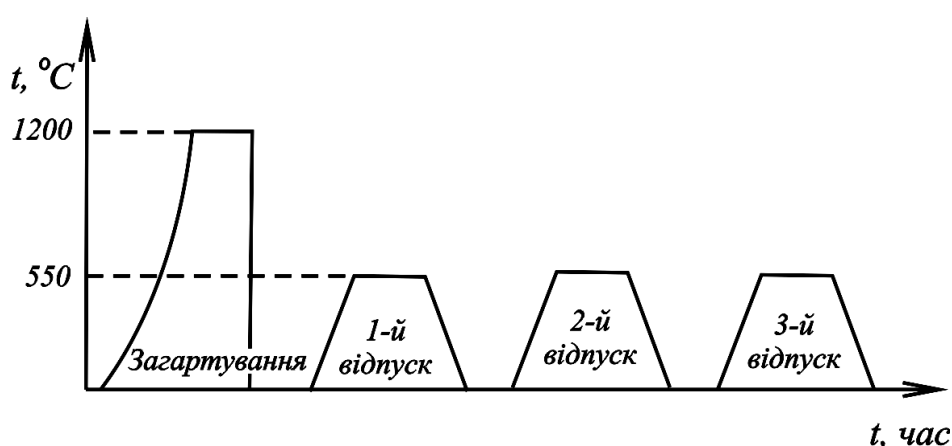 t, °C
1200
550
Загартування
1-й
відпуск
2-й
відпуск
3-й
відпуск
t, час